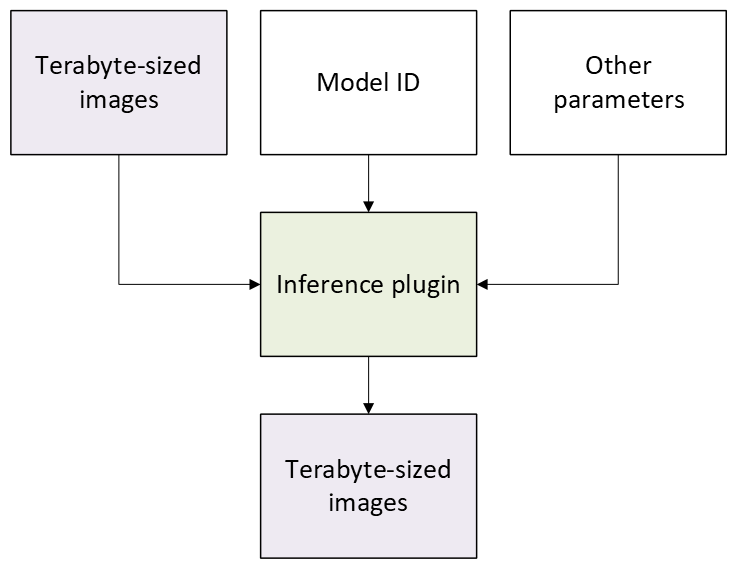 Terabyte-sized
images
Model ID
Other
parameters
Inference plugin
Terabyte-sized
images